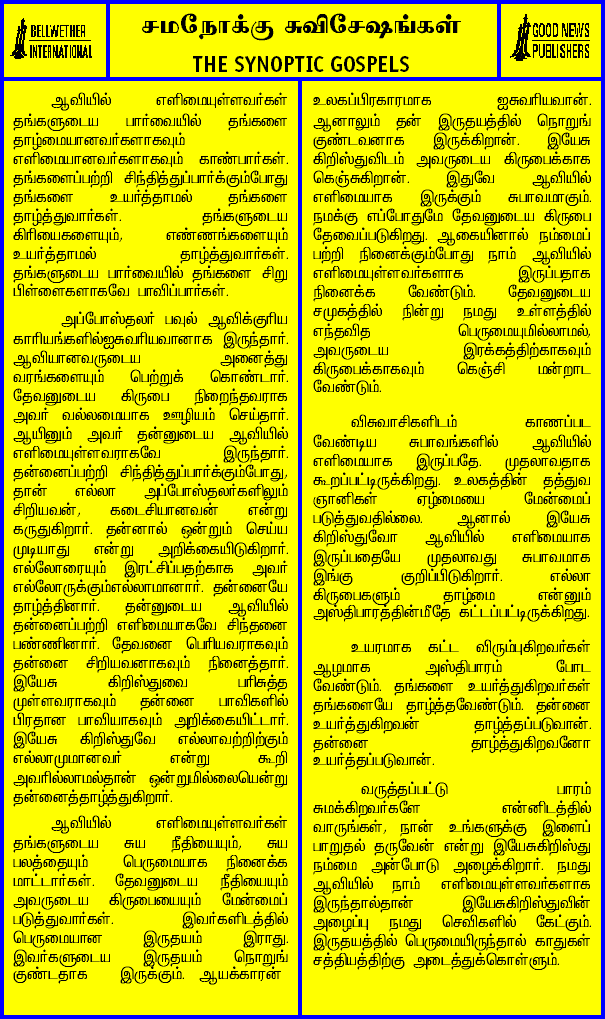 BELLWETHER
INTERNATIONAL
சமநோக்கு சுவிசேஷங்கள்
THE SYNOPTIC GOSPELS
GOOD NEWS
PUBLISHERS
ஆவியில் எளிமையுள்ளவர்கள்
தங்களுடைய பார்வையில் தங்களை
தாழ்மையானவர்களாகவும்
எளிமையானவர்களாகவும் காண்பார்கள்.
தங்களைப்பற்றி சிந்தித்துப்பார்க்கும்போது
தங்களை உயர்த்தாமல் தங்களை
தாழ்த்துவார்கள். தங்களுடைய
கிரியைகளையும், எண்ணங்களையும்
உயர்த்தாமல் தாழ்த்துவார்கள்.
தங்களுடைய பார்வையில் தங்களை சிறு
பிள்ளைகளாகவே பாவிப்பார்கள்.
அப்போஸ்தலர் பவுல் ஆவிக்குரிய
காரியங்களில்ஐசுவரியவானாக இருந்தார்.
ஆவியானவருடைய அனைத்து
வரங்களையும் பெற்றுக் கொண்டார்.
தேவனுடைய கிருபை நிறைந்தவராக
அவர் வல்லமையாக ஊழியம் செய்தார்.
ஆயினும் அவர் தன்னுடைய ஆவியில்
எளிமையுள்ளவராகவே இருந்தார்.
தன்னைப்பற்றி சிந்தித்துப்பார்க்கும்போது,
தான் எல்லா அப்போஸ்தலர்களிலும்
சிறியவன், கடைசியானவன் என்று
கருதுகிறார். தன்னால் ஒன்றும் செய்ய
முடியாது என்று அறிக்கையிடுகிறார்.
எல்லோரையும் இரட்சிப்பதற்காக அவர்
எல்லோருக்கும்எல்லாமானார். தன்னையே
தாழ்த்தினார். தன்னுடைய ஆவியில்
தன்னைப்பற்றி எளிமையாகவே சிந்தனை
பண்ணினார். தேவனை பெரியவராகவும்
தன்னை சிறியவனாகவும் நினைத்தார்.
இயேசு கிறிஸ்துவை பரிசுத்த
முள்ளவராகவும் தன்னை பாவிகளில்
பிரதான பாவியாகவும் அறிக்கையிட்டார்.
இயேசு கிறிஸ்துவே எல்லாவற்றிற்கும்
எல்லாமுமானவர் என்று கூறி
அவரில்லாமல்தான் ஒன்றுமில்லையென்று
தன்னைத்தாழ்த்துகிறார்.
ஆவியில் எளிமையுள்ளவர்கள்
தங்களுடைய சுய நீதியையும், சுய
பலத்தையும் பெருமையாக நினைக்க
மாட்டார்கள். தேவனுடைய நீதியையும்
அவருடைய கிருபையையும் மேன்மைப்
படுத்துவார்கள். இவர்களிடத்தில்
பெருமையான இருதயம் இராது.
இவர்களுடைய இருதயம் நொறுங்
குண்டதாக இருக்கும். ஆயக்காரன்
உலகப்பிரகாரமாக ஐசுவரியவான்.
ஆனாலும் தன் இருதயத்தில் நொறுங்
குண்டவனாக இருக்கிறான். இயேசு
கிறிஸ்துவிடம் அவருடைய கிருபைக்காக
கெஞ்சுகிறான். இதுவே ஆவியில்
எளிமையாக இருக்கும் சுபாவமாகும்.
நமக்கு எப்போதுமே தேவனுடைய கிருபை
தேவைப்படுகிறது. ஆகையினால் நம்மைப்
பற்றி நினைக்கும்போது நாம் ஆவியில்
எளிமையுள்ளவர்களாக இருப்பதாக
நினைக்க வேண்டும். தேவனுடைய
சமுகத்தில் நின்று நமது உள்ளத்தில்
எந்தவித பெருமையுமில்லாமல்,
அவருடைய இரக்கத்திற்காகவும்
கிருபைக்காகவும் கெஞ்சி மன்றாட
வேண்டும்.
விசுவாசிகளிடம் காணப்பட
வேண்டிய சுபாவங்களில் ஆவியில்
எளிமையாக இருப்பதே. முதலாவதாக
கூறப்பட்டிருக்கிறது. உலகத்தின் தத்துவ
ஞானிகள் ஏழ்மையை மேன்மைப்
படுத்துவதில்லை. ஆனால் இயேசு
கிறிஸ்துவோ ஆவியில் எளிமையாக
இருப்பதையே முதலாவது சுபாவமாக
இங்கு குறிப்பிடுகிறார். எல்லா
கிருபைகளும் தாழ்மை என்னும்
அஸ்திபாரத்தின்மீதே கட்டப்பட்டிருக்கிறது.
உயரமாக கட்ட விரும்புகிறவர்கள்
ஆழமாக அஸ்திபாரம் போட
வேண்டும். தங்களை உயர்த்துகிறவர்கள்
தங்களையே தாழ்த்தவேண்டும். தன்னை
உயர்த்துகிறவன் தாழ்த்தப்படுவான்.
தன்னை தாழ்த்துகிறவனோ
உயர்த்தப்படுவான்.
வருத்தப்பட்டு பாரம்
சுமக்கிறவர்களே என்னிடத்தில்
வாருங்கள், நான் உங்களுக்கு இளைப்
பாறுதல் தருவேன் என்று இயேசுகிறிஸ்து
நம்மை அன்போடு அழைக்கிறார். நமது
ஆவியில் நாம் எளிமையுள்ளவர்களாக
இருந்தால்தான் இயேசுகிறிஸ்துவின்
அழைப்பு நமது செவிகளில் கேட்கும்.
இருதயத்தில் பெருமையிருந்தால் காதுகள்
சத்தியத்திற்கு அடைத்துக்கொள்ளும்.